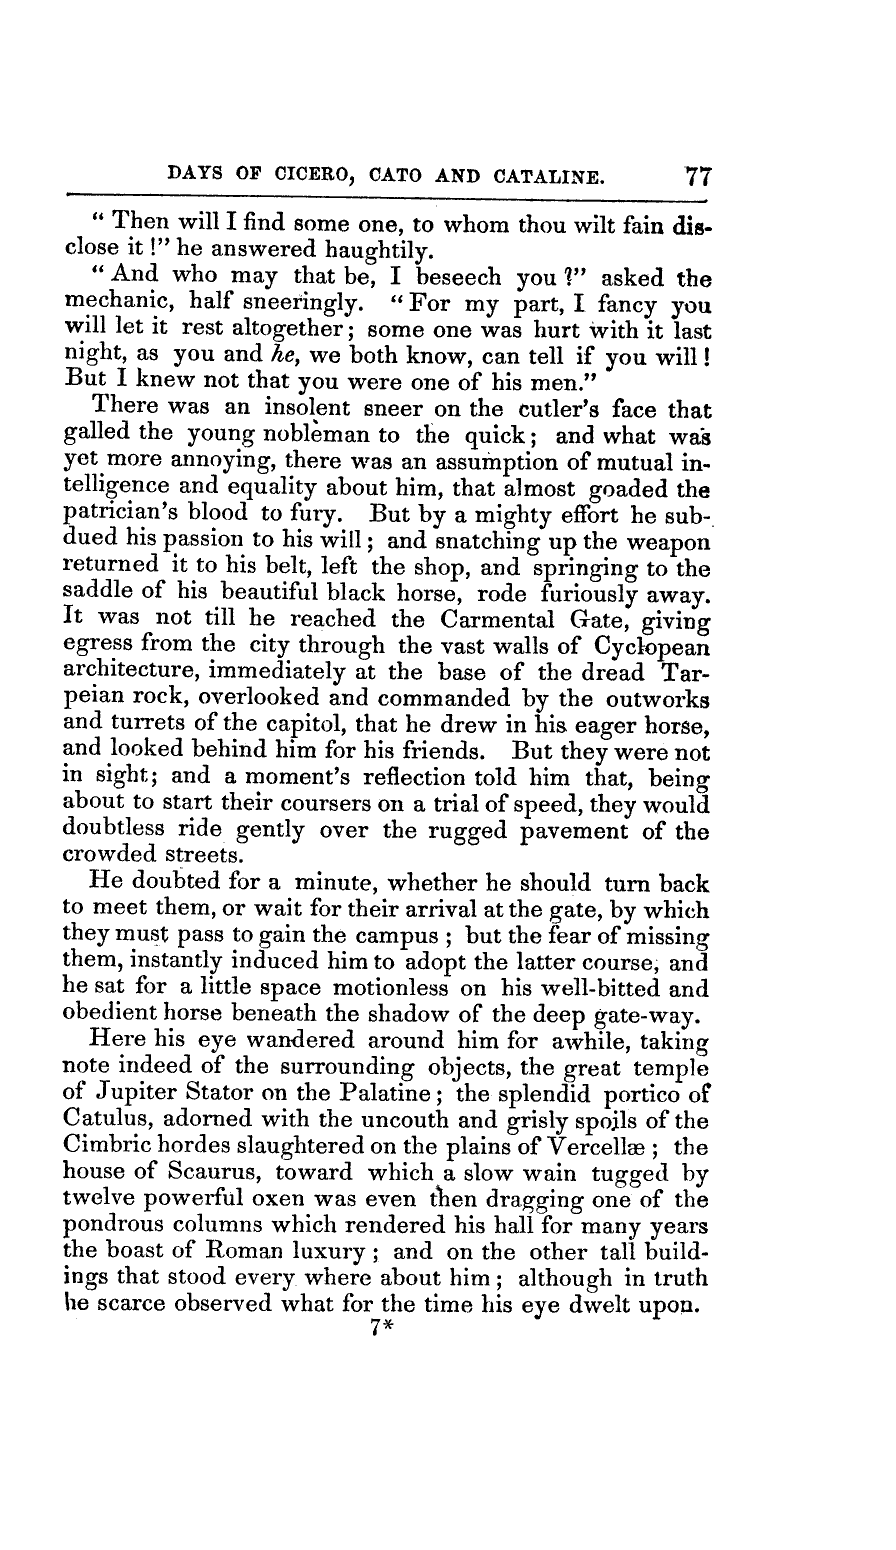 DAYS OF CICERO, CATO AND CATALINE. 77
“ Then will I find some one, to whom thou wilt fain dis-
close it !” he answered haughtily.
“ And who may that be, I beseech you ?” asked the
mechanic, half sneeringly. “ For my part, I fancy you
will let it rest altogether ; some one was hurt with it last
night, as you and he, we both know, can tell if you will !
But I knew not that you were one of his men.”
There was an insolent sneer on the cutler’s face that
galled the young nobleman to the quick ; and what was
yet more annoying, there was an assumption of mutual in-
telligence and equality about him, that almost goaded the
patrician’s blood to fury. But by a mighty effort he sub-
dued his passion to his will ; and snatching up the weapon
returned it to his belt, left the shop, and springing to the
saddle of his beautiful black horse, rode furiously away.
It was not till he reached the Carmental Gate, giving
egress from the city through the vast walls of Cyclopean
architecture, immediately at the base of the dread Tar-
peian rock, overlooked and commanded by the outworks
and turrets of the capitol, that he drew in his eager horse,
and looked behind him for his friends. But they were not
in sight ; and a moment’s reflection told him that, being
about to start their coursers on a trial of speed, they would
doubtless ride gently over the rugged pavement of the
crowded streets.
He doubted for a minute, whether he should turn back
to meet them, or wait for their arrival at the gate, by which
they must pass to gain the campus ; but the fear of missing
them, instantly induced him to adopt the latter course, and
he sat for a little space motionless on his well-bitted and
obedient horse beneath the shadow of the deep gate-way.
Here his eye wandered around him for awhile, taking
note indeed of the surrounding objects, the great temple
of Jupiter Stator on the Palatine ; the splendid portico of
Catulus, adorned with the uncouth and grisly spoils of the
Cimbric hordes slaughtered on the plains of Vercellæ ; the
house of Scaurus, toward which a slow wain tugged by
twelve powerful oxen was even then dragging one of the
pondrous columns which rendered his hall for many years
the boast of Roman luxury ; and on the other tall build-
ings that stood every where about him ; although in truth
he scarce observed what for the time his eye dwelt upon.
7*